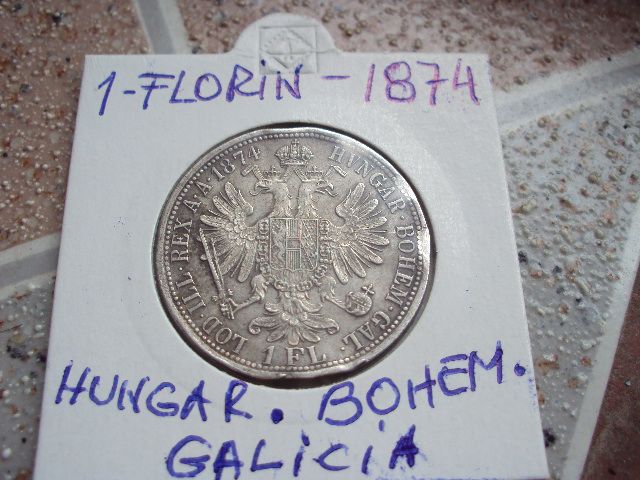 1-FLORIN - 1874
HUNGAR·BOHEM·GAL·
LOD·ILL·REX A·A·1874
1 FL
HUNGAR. BOHEM.
GALICIA